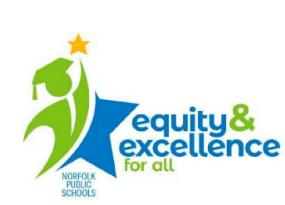 equity&
excellence
for all
NORFOLK
PUBLIC
SCHOOLS